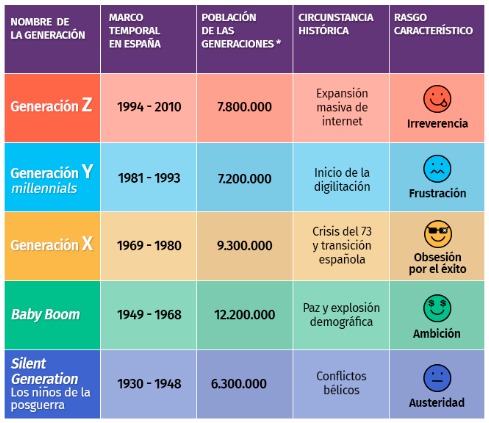 NOMBRE DE
LA GENERACIÓN
MARCO
TEMPORAL
EN ESPAÑA
POBLACIÓN
DE LAS
GENERACIONES *
CIRCUNSTANCIA
HISTÓRICA
RASGO
CARACTERÍSTICO
Generación Z
1994 - 2010
7.800.000
Expansión
masiva de
internet
Irreverencia
Generación Y
millennials
1981 - 1993
7.200.000
Inicio de la
digilitación
Frustración
Generación X
1969 - 1980
9.300.000
Crisis del 73
y transición
española
Obsesión
por el éxito
Baby Boom
1949 - 1968
12.200.000
Paz y explosión
demográfica
$ $
Ambición
Silent
Generation
Los niños de la
posguerra
1930 - 1948
6.300.000
Conflictos
bélicos
Austeridad